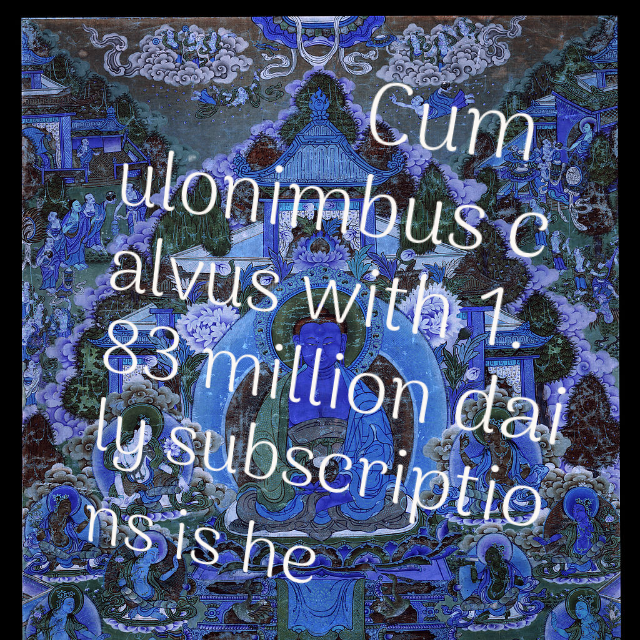 Cum
ulonimbus c
alvus with 1.
83 million dai
ly subscriptio
ns is he